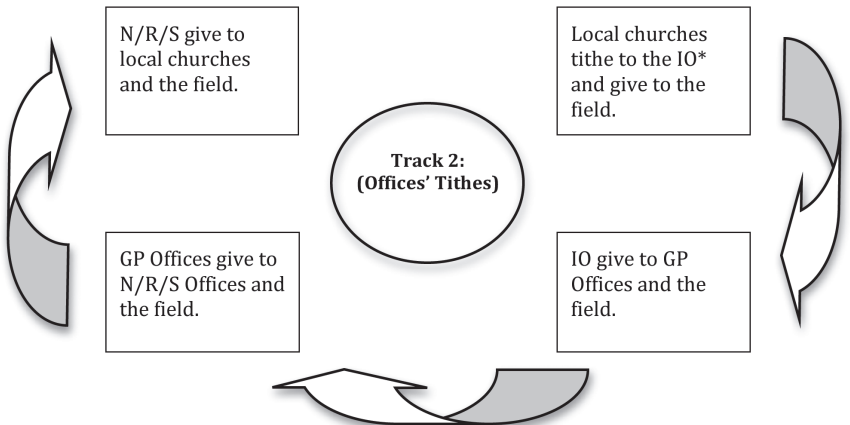 N/R/S give to
local churches
and the field.
Local churches
tithe to the IO*
and give to the
field.
Track 2:
(Offices' Tithes)
GP Offices give to
N/R/S Offices and
the field.
IO give to GP
Offices and the
field.